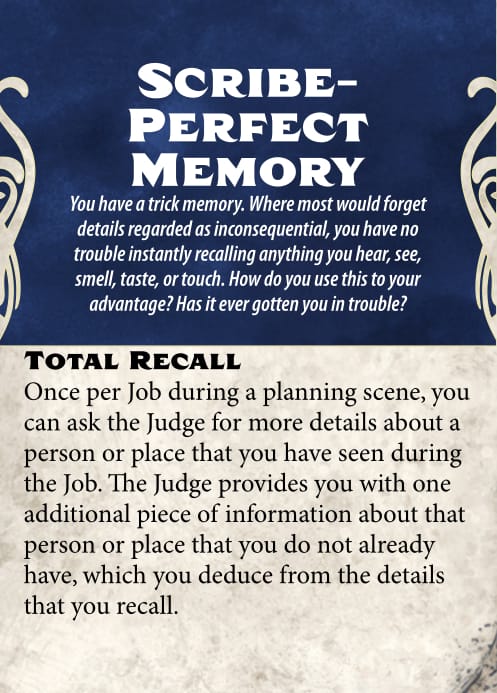 Scribe-
Perfect
Memory
You have a trick memory. Where most would forget
details regarded as inconsequential, you have no
trouble instantly recalling anything you hear, see,
smell, taste, or touch. How do you use this to your
advantage? Has it ever gotten you in trouble?
Total Recall
Once per Job during a planning scene, you
can ask the Judge for more details about a
person or place that you have seen during
the Job. The Judge provides you with one
additional piece of information about that
person or place that you do not already
have, which you deduce from the details
that you recall.